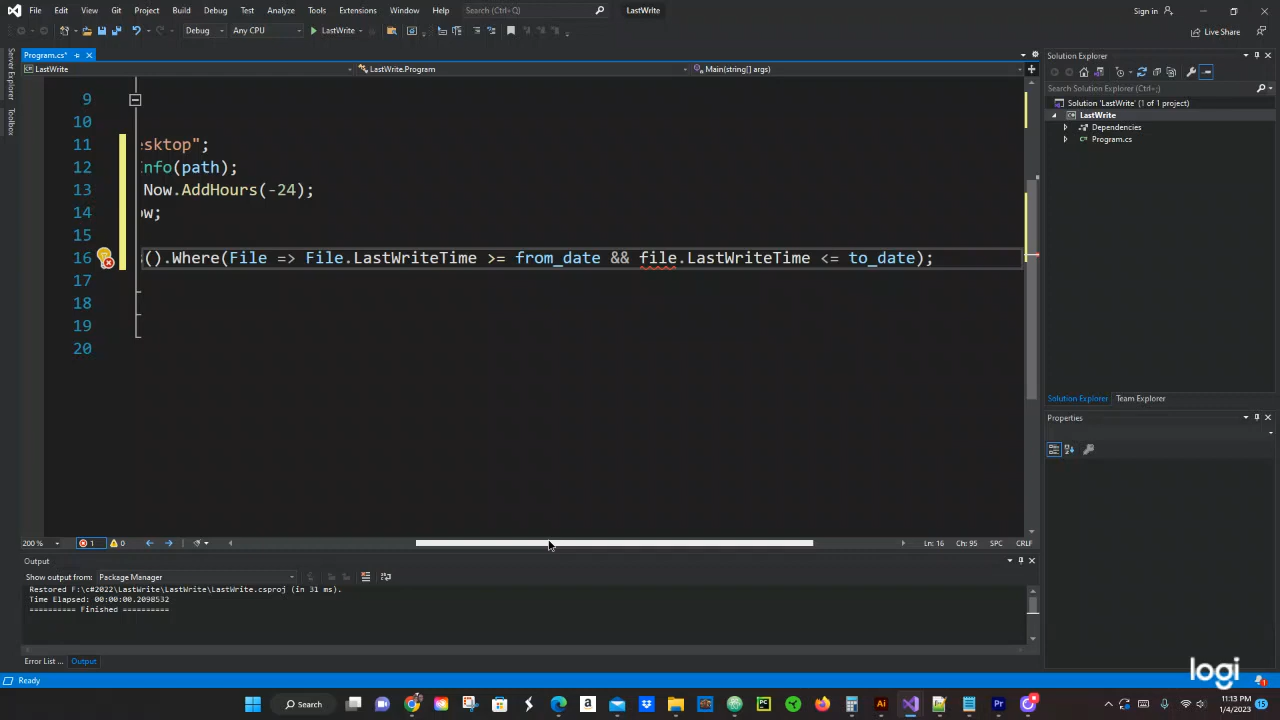 File Edit View Git Project Build Debug Test Analyze Tools Extensions Window Help Search (Ctrl+Q) LastWrite Sign in
Debug Any CPU LastWrite Live Share
Program.cs*
LastWrite LastWrite.Program Main(string[] args)
Server Explorer
Toolbox
9
10
11 esktop";
12 Info(path);
13 Now.AddHours(-24);
14 ow;
15
16 ().Where(File => File.LastWriteTime >= from_date && file.LastWriteTime <= to_date);
17
18
19
20
200 % 1 0 Ln: 16 Ch: 95 SPC CRLF
Output
Show output from: Package Manager
Restored F:\c#2022\LastWrite\LastWrite\LastWrite.csproj (in 31 ms).
Time Elapsed: 00:00:00.2098532
========== Finished ==========
Error List ... Output
Solution Explorer
Search Solution Explorer (Ctrl+;)
Solution 'LastWrite' (1 of 1 project)
LastWrite
Dependencies
Program.cs
Solution Explorer Team Explorer
Properties
Ready
logi
Search
11:13 PM
1/4/2023
15